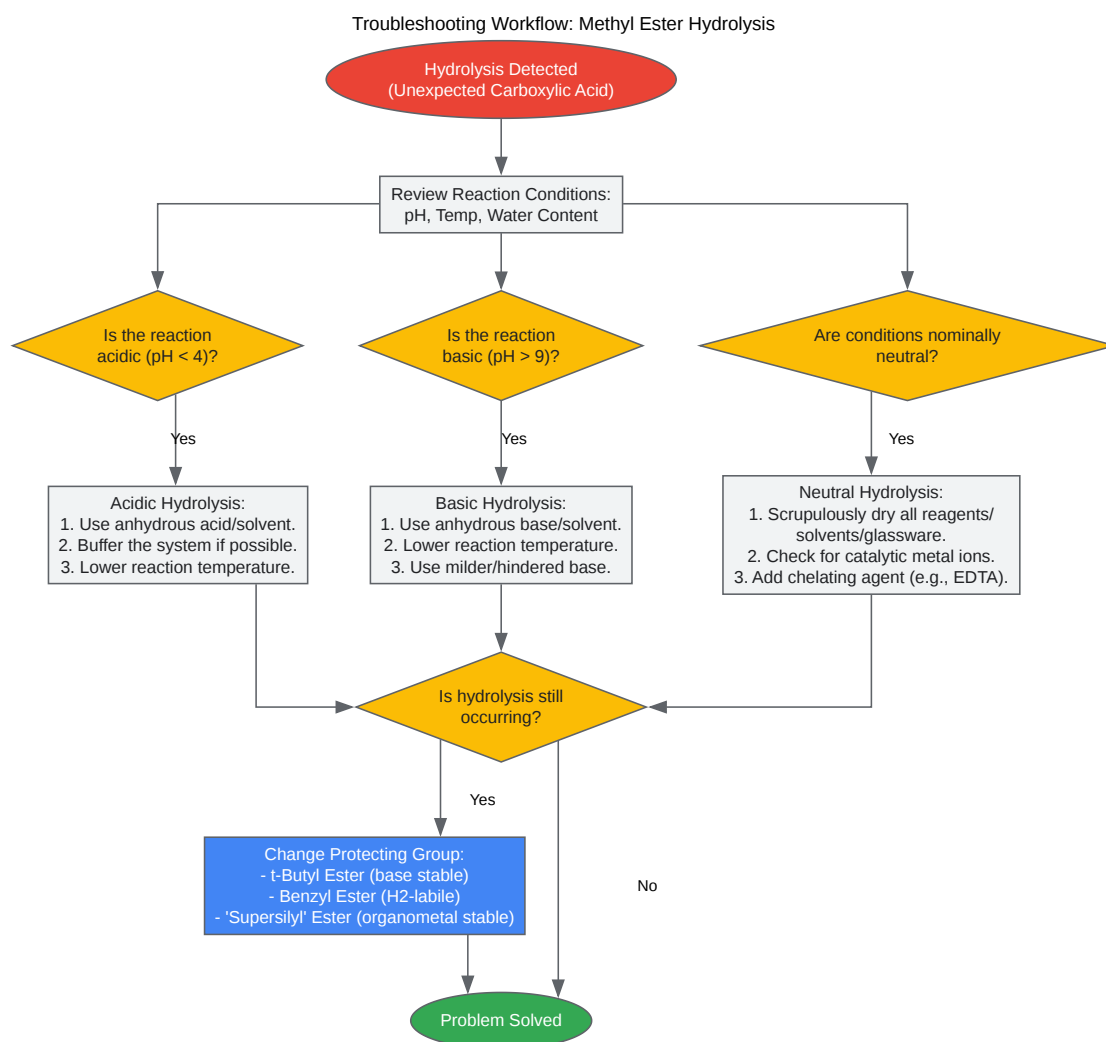 Troubleshooting Workflow: Methyl Ester Hydrolysis
Hydrolysis Detected
(Unexpected Carboxylic Acid)
Review Reaction Conditions:
pH, Temp, Water Content
Is the reaction
acidic (pH < 4)?
Is the reaction
basic (pH > 9)?
Are conditions nominally
neutral?
Yes
Yes
Yes
Acidic Hydrolysis:
1. Use anhydrous acid/solvent.
2. Buffer the system if possible.
3. Lower reaction temperature.
Basic Hydrolysis:
1. Use anhydrous base/solvent.
2. Lower reaction temperature.
3. Use milder/hindered base.
Neutral Hydrolysis:
1. Scrupulously dry all reagents/
solvents/glassware.
2. Check for catalytic metal ions.
3. Add chelating agent (e.g., EDTA).
Is hydrolysis still
occurring?
Yes
Change Protecting Group:
- t-Butyl Ester (base stable)
- Benzyl Ester (H2-labile)
- 'Supersilyl' Ester (organometal stable)
No
Problem Solved